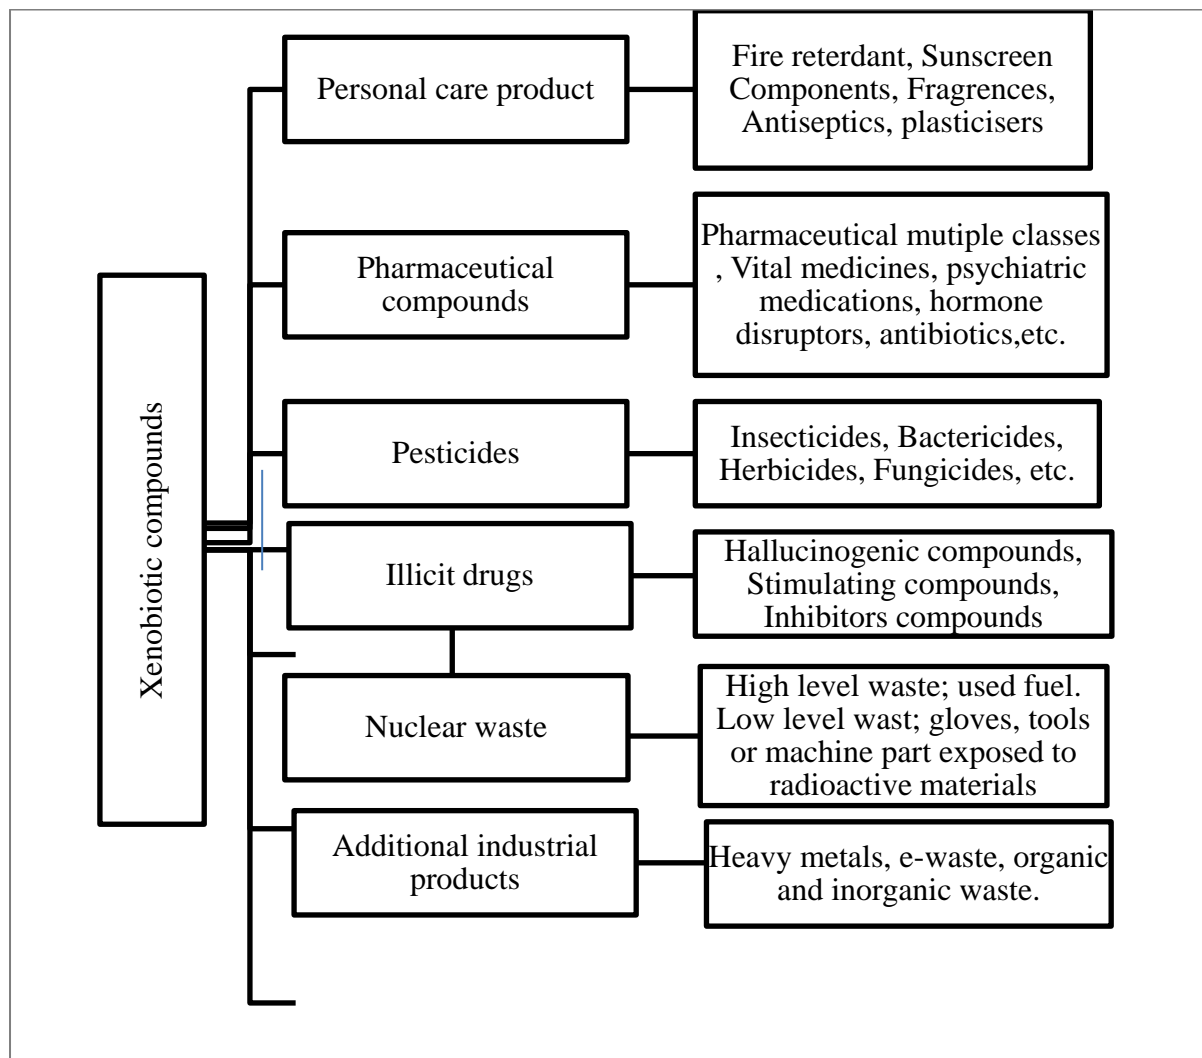 Xenobiotic compounds
Personal care product
Fire reterdant, Sunscreen
Components, Fragrences,
Antiseptics, plasticisers
Pharmaceutical
compounds
Pharmaceutical mutiple classes
, Vital medicines, psychiatric
medications, hormone
disruptors, antibiotics,etc.
Pesticides
Insecticides, Bactericides,
Herbicides, Fungicides, etc.
Illicit drugs
Hallucinogenic compounds,
Stimulating compounds,
Inhibitors compounds
Nuclear waste
High level waste; used fuel.
Low level wast; gloves, tools
or machine part exposed to
radioactive materials
Additional industrial
products
Heavy metals, e-waste, organic
and inorganic waste.